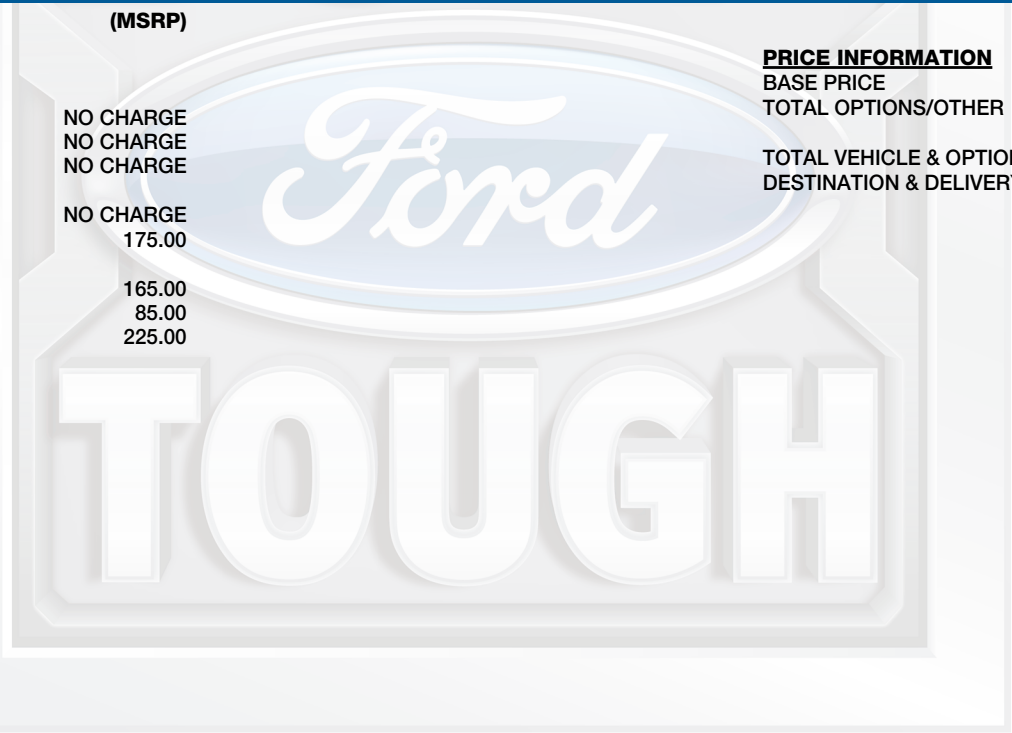 (MSRP)
NO CHARGE
NO CHARGE
NO CHARGE
NO CHARGE
175.00
165.00
85.00
225.00
PRICE INFORMATION
BASE PRICE
TOTAL OPTIONS/OTHER
TOTAL VEHICLE & OPTION
DESTINATION & DELIVERY
Ford
TOUGH